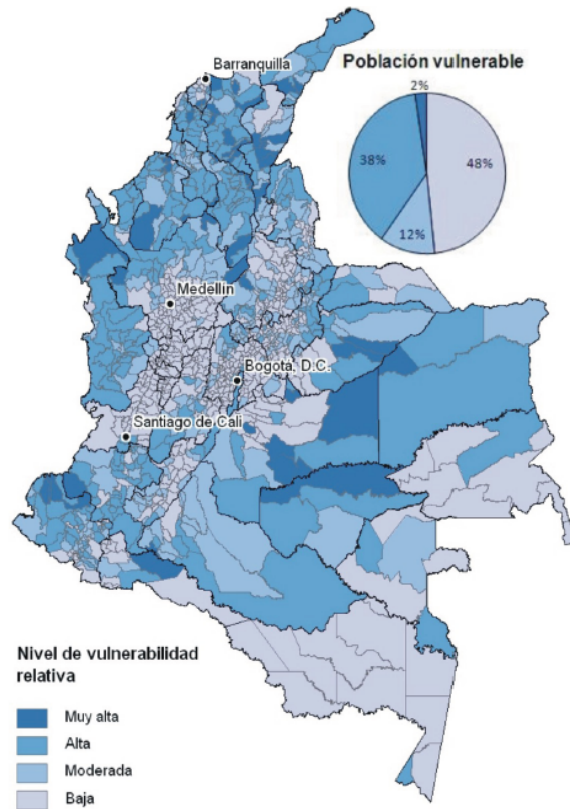 Barranquilla
Población vulnerable
2%
38%
48%
12%
Medellín
Bogotá, D.C.
Santiago de Cali
Nivel de vulnerabilidad
relativa
Muy alta
Alta
Moderada
Baja